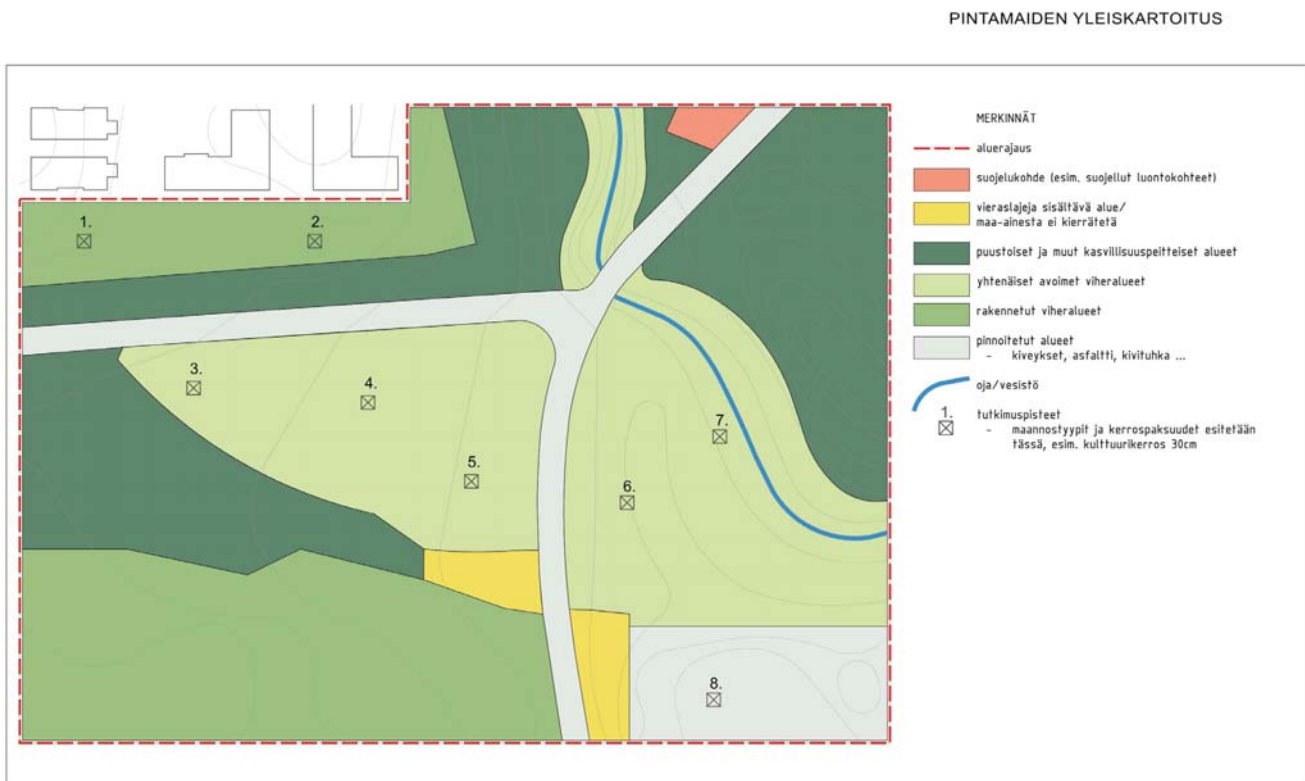 PINTAMAIDEN YLEISKARTOITUS
MERKINNÄT
aluerajaus
suojelukohde (esim. suojellut luontokohteet)
vieraslajeja sisältävä alue/
maa-ainesta ei kierrätetä
puustoiset ja muut kasvillisuuspeitteiset alueet
yhtenäiset avoimet viheralueet
rakennetut viheralueet
pinnoitetut alueet
- kiveykset, asfaltti, kivituhka ...
oja/vesistö
1.
tutkimuspisteet
- maannostyypit ja kerrospaksuudet esitetään
tässä, esim. kulttuurikerros 30cm
1.
2.
3.
4.
5.
6.
7.
8.